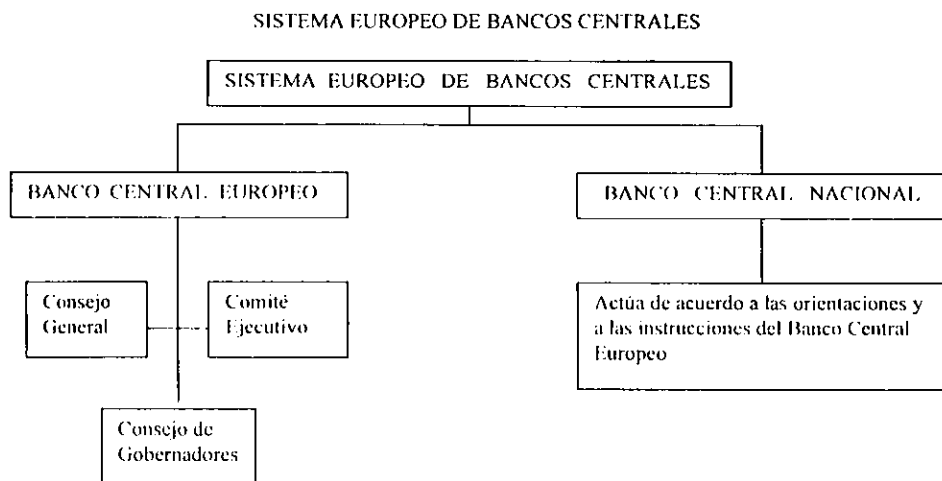 SISTEMA EUROPEO DE BANCOS CENTRALES
SISTEMA EUROPEO DE BANCOS CENTRALES
BANCO CENTRAL EUROPEO
BANCO CENTRAL NACIONAL
Consejo
General
Comité
Ejecutivo
Actúa de acuerdo a las orientaciones y
a las instrucciones del Banco Central
Europeo
Consejo de
Gobernadores